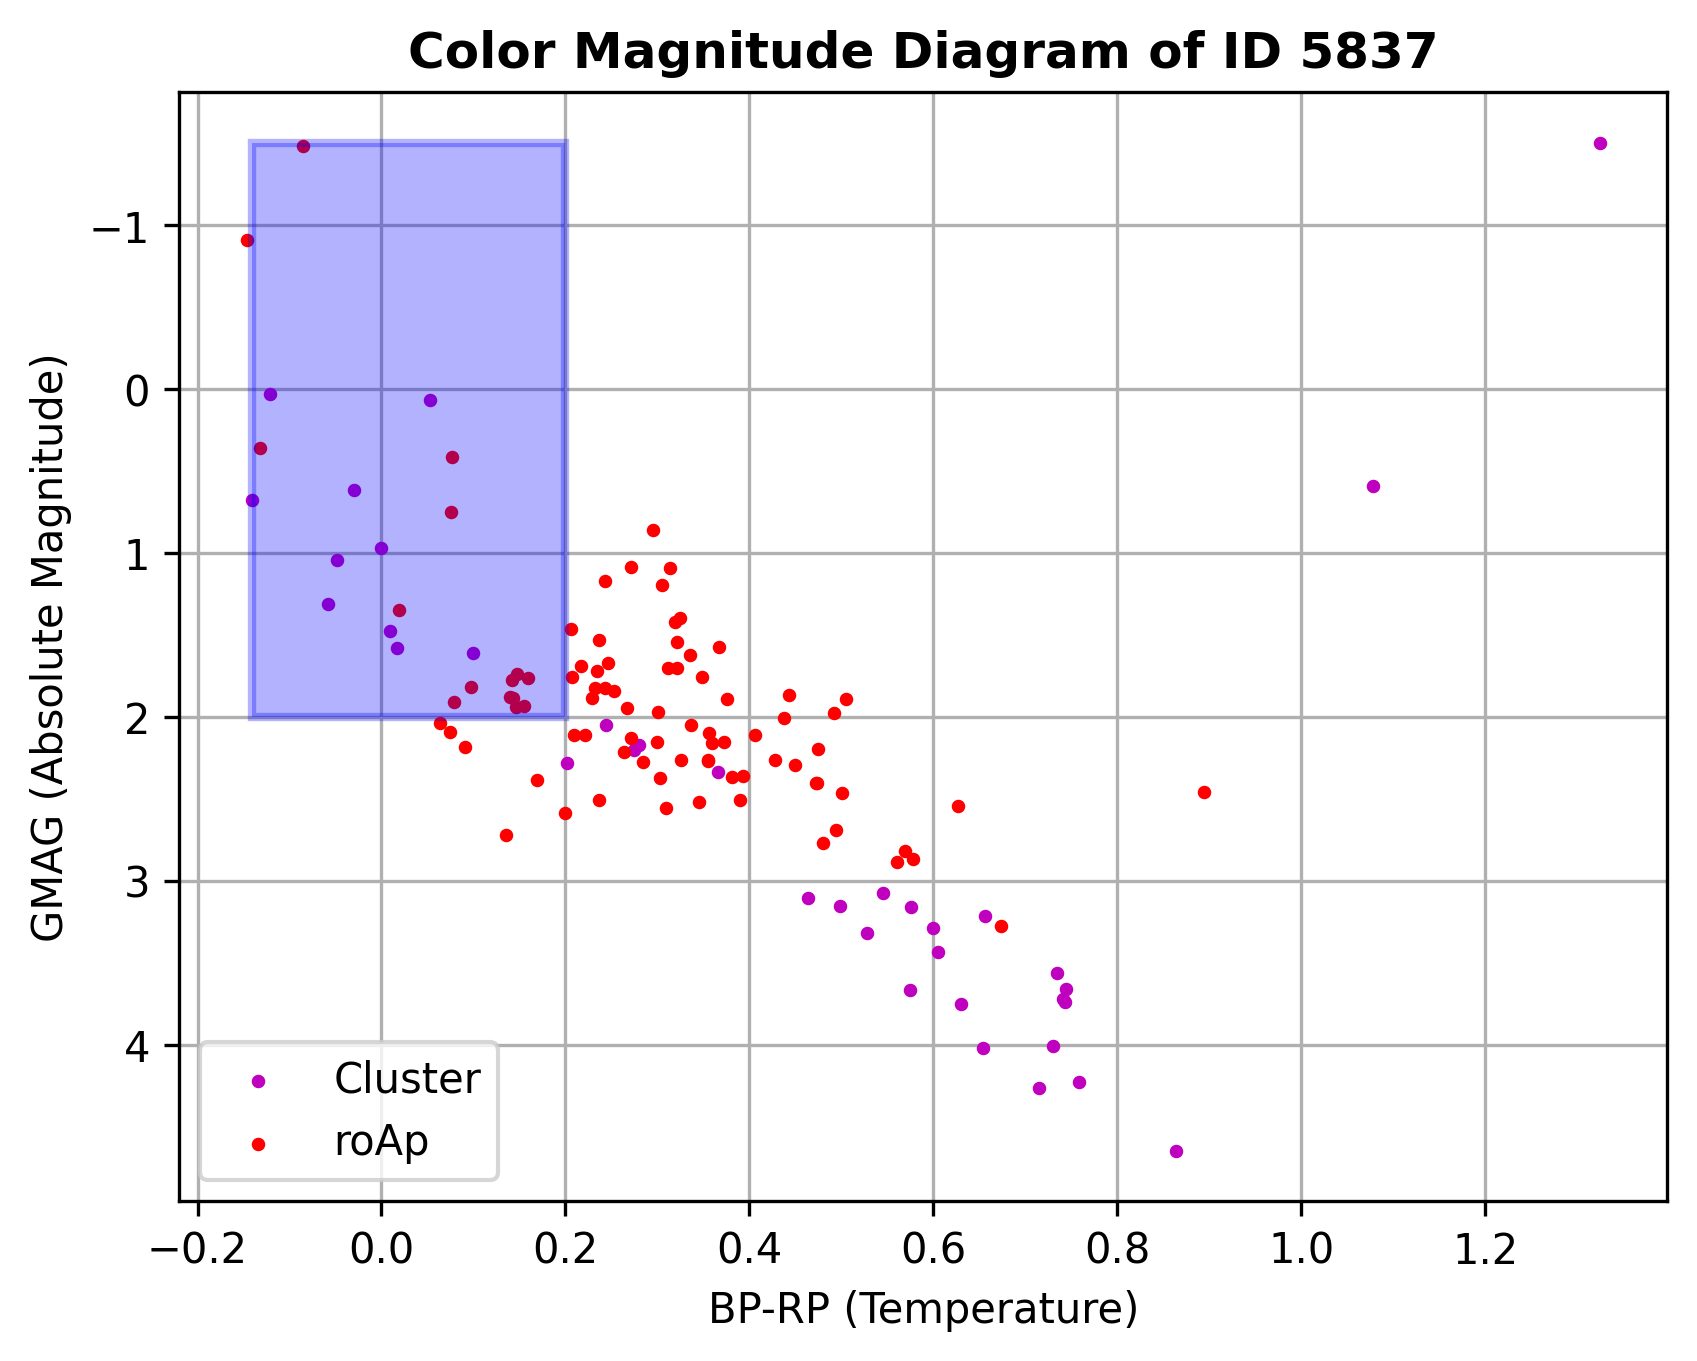 Color Magnitude Diagram of ID 5837
GMAG (Absolute Magnitude)
−1
0
1
2
3
4
Cluster
roAp
−0.2 0.0 0.2 0.4 0.6 0.8 1.0 1.2
BP-RP (Temperature)